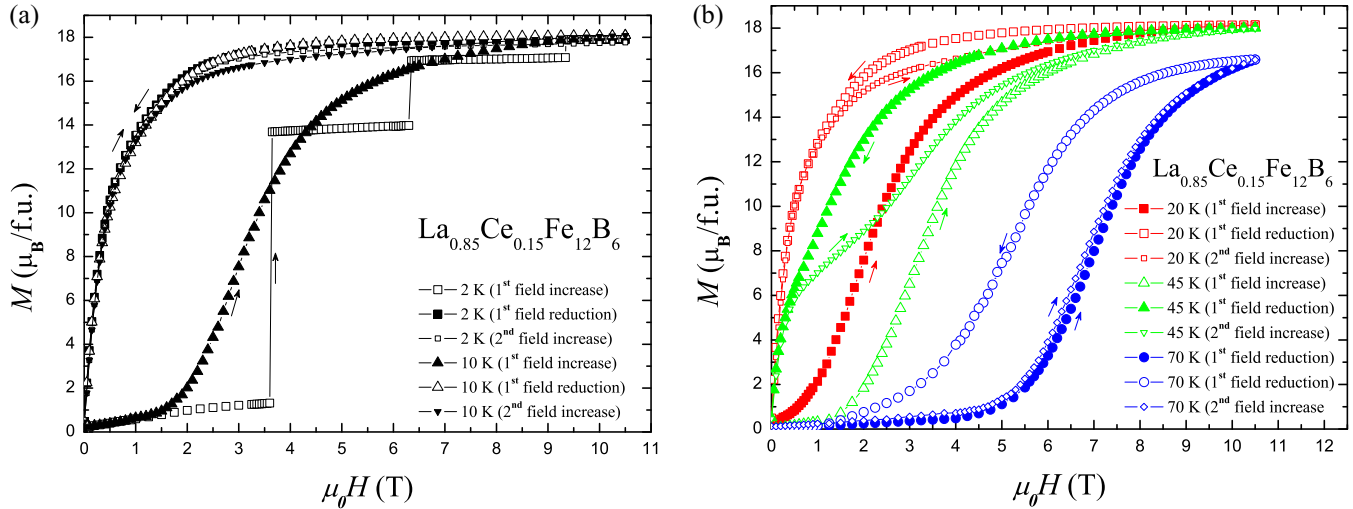 (a)
18
16
14
12
10
8
6
4
2
0
M (μB/f.u.)
0 1 2 3 4 5 6 7 8 9 10 11
μ0H (T)
La0.85Ce0.15Fe12B6
2 K (1st field increase)
2 K (1st field reduction)
2 K (2nd field increase)
10 K (1st field increase)
10 K (1st field reduction)
10 K (2nd field increase)
(b)
18
16
14
12
10
8
6
4
2
0
M (μB/f.u.)
0 1 2 3 4 5 6 7 8 9 10 11 12
μ0H (T)
La0.85Ce0.15Fe12B6
20 K (1st field increase)
20 K (1st field reduction)
20 K (2nd field increase)
45 K (1st field increase)
45 K (1st field reduction)
45 K (2nd field increase)
70 K (1st field increase)
70 K (1st field reduction)
70 K (2nd field increase